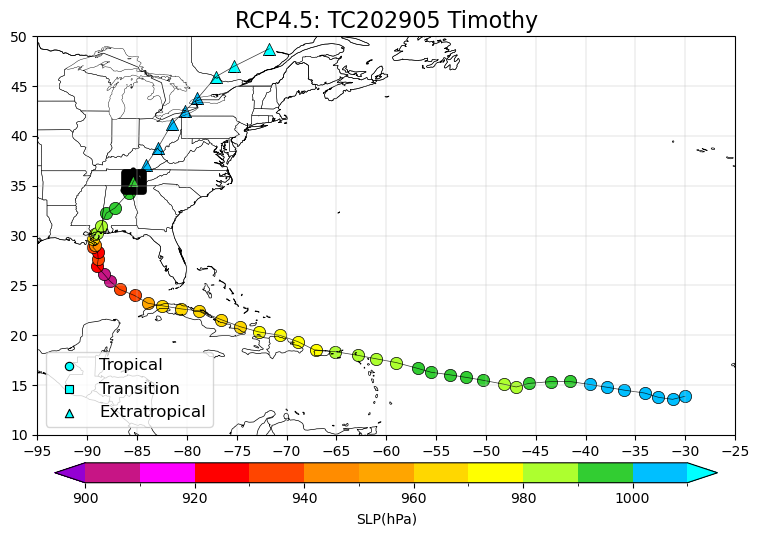 RCP4.5: TC202905 Timothy
50
45
40
35
30
25
20
15
10
Tropical
Transition
Extratropical
−95 −90 −85 −80 −75 −70 −65 −60 −55 −50 −45 −40 −35 −30 −25
900 920 940 960 980 1000
SLP(hPa)